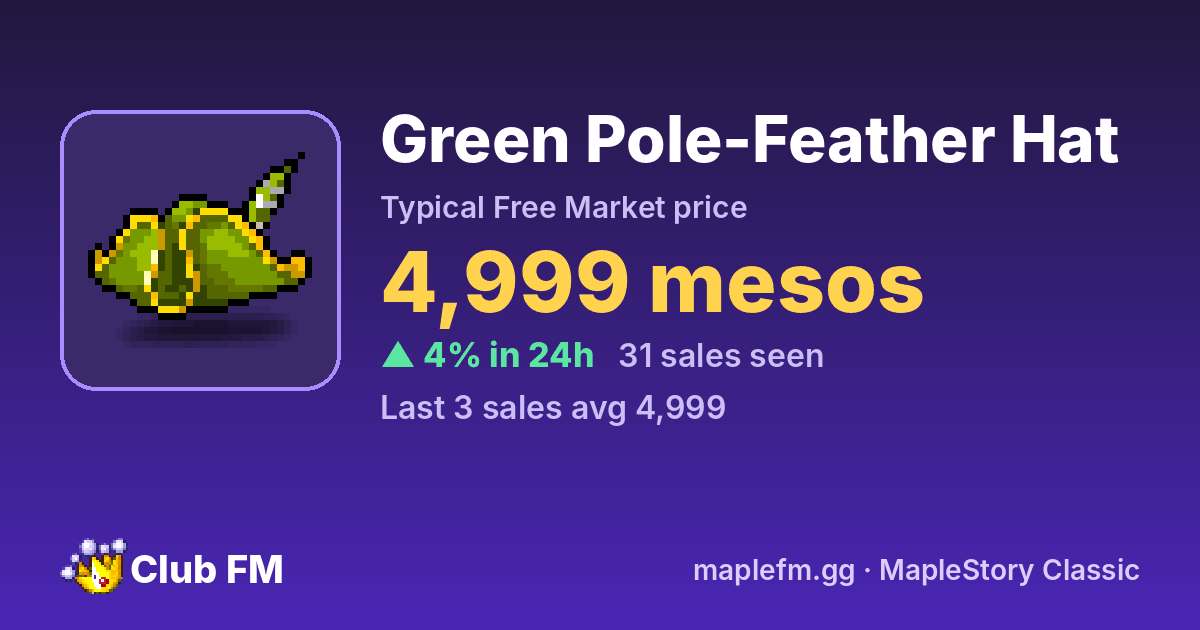 Green Pole-Feather Hat
Typical Free Market price
4,999 mesos
▲ 4% in 24h 31 sales seen
Last 3 sales avg 4,999
Club FM
maplefm.gg · MapleStory Classic